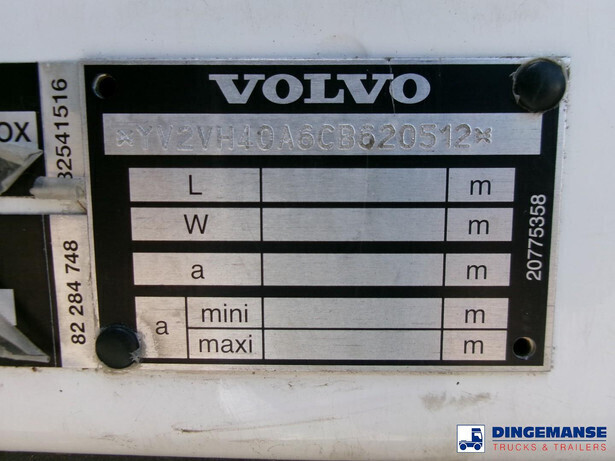 VOLVO
*YV2VH40A6CB620512*
L m
W m
a m
a mini m
maxi m
20775358
82541516
82 284 748
OX
DINGEMANSE
TRUCKS & TRAILERS